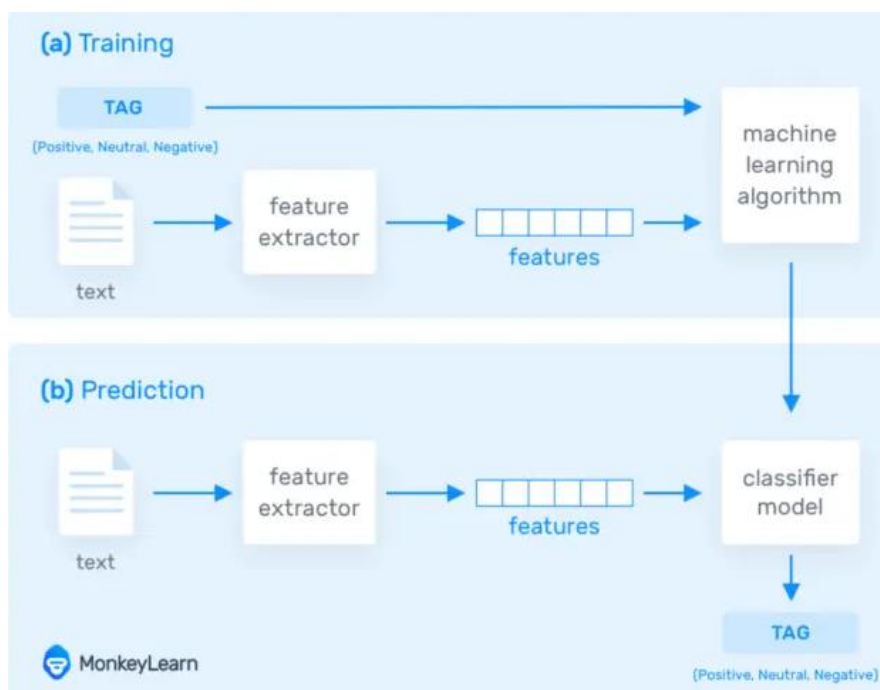 (a) Training
TAG
(Positive, Neutral, Negative)
text
feature
extractor
features
machine
learning
algorithm
(b) Prediction
text
feature
extractor
features
classifier
model
TAG
(Positive, Neutral, Negative)
MonkeyLearn